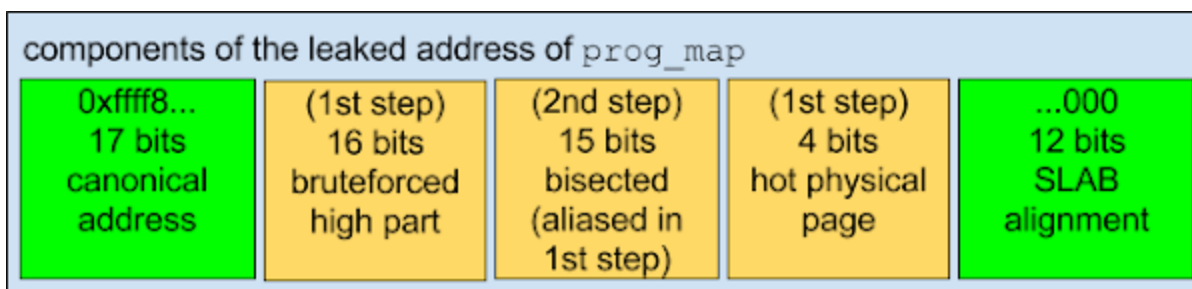 components of the leaked address of prog_map
0xffff8...
17 bits
canonical
address
(1st step)
16 bits
bruteforced
high part
(2nd step)
15 bits
bisected
(aliased in
1st step)
(1st step)
4 bits
hot physical
page
...000
12 bits
SLAB
alignment